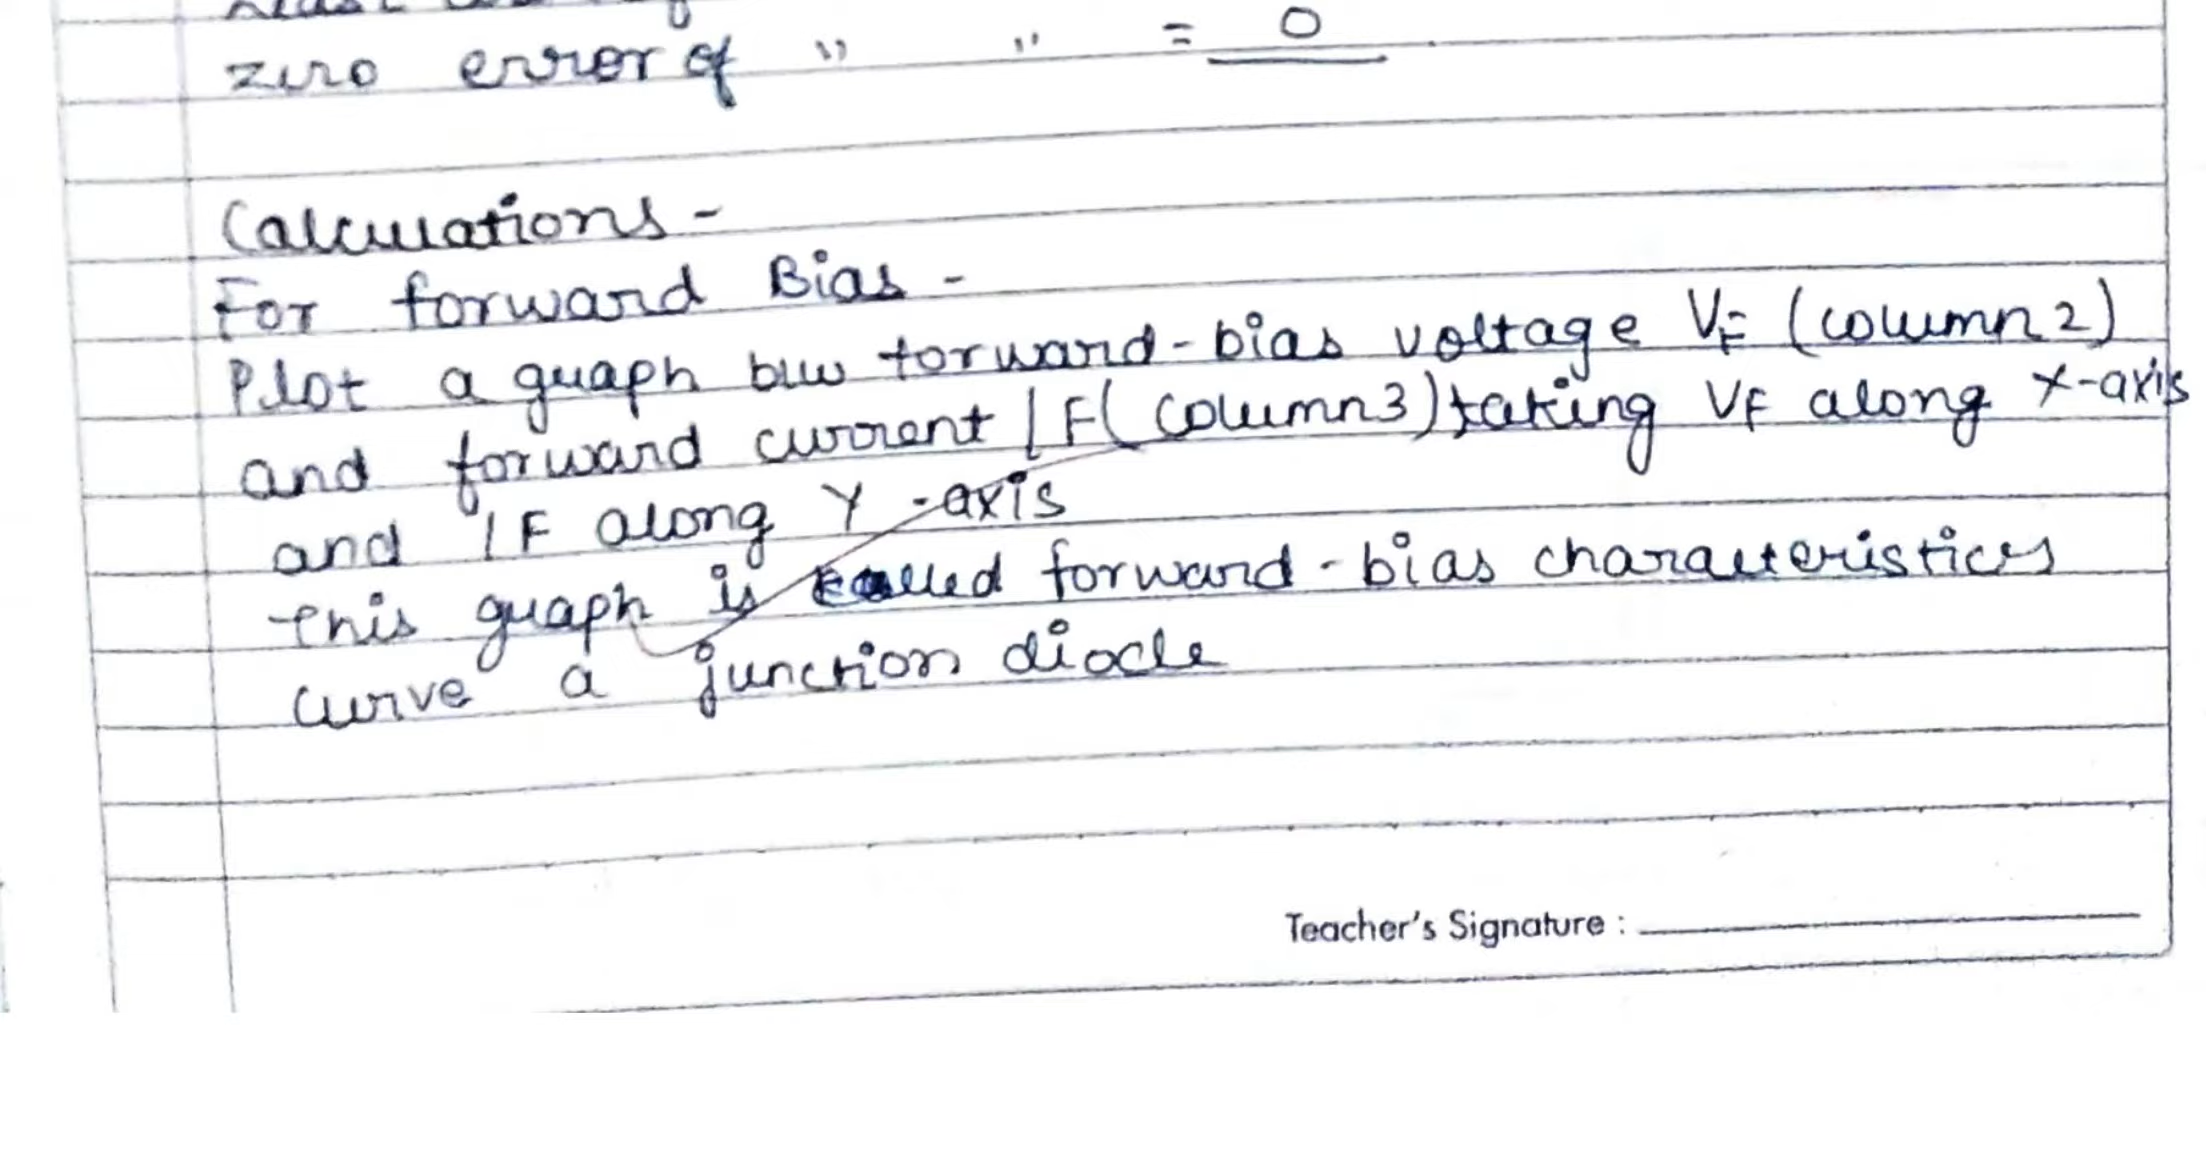 zero error of " " = 0
Calculations -
For forward Bias -
Plot a graph b/w forward-bias voltage VF (column 2)
and forward current IF (column 3) taking VF along X-axis
and IF along Y-axis
this graph is called forward-bias characteristics
curve a junction diode
Teacher's Signature :